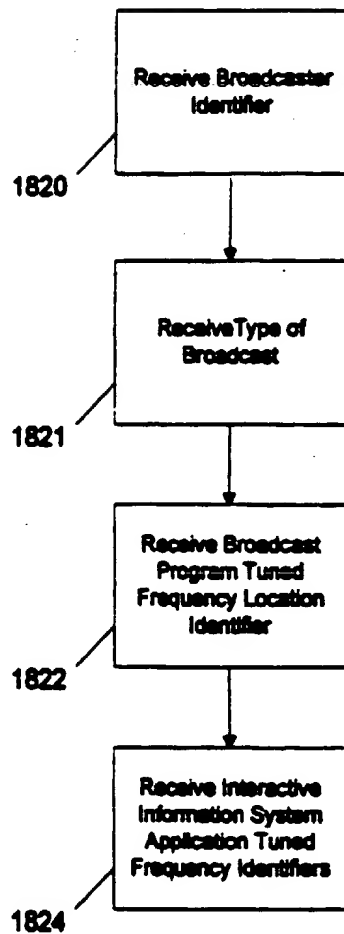 Receive Broadcaster
Identifier
1820
ReceiveType of
Broadcast
1821
Receive Broadcast
Program Tuned
Frequency Location
Identifier
1822
Receive Interactive
Information System
Application Tuned
Frequency Identifiers
1824